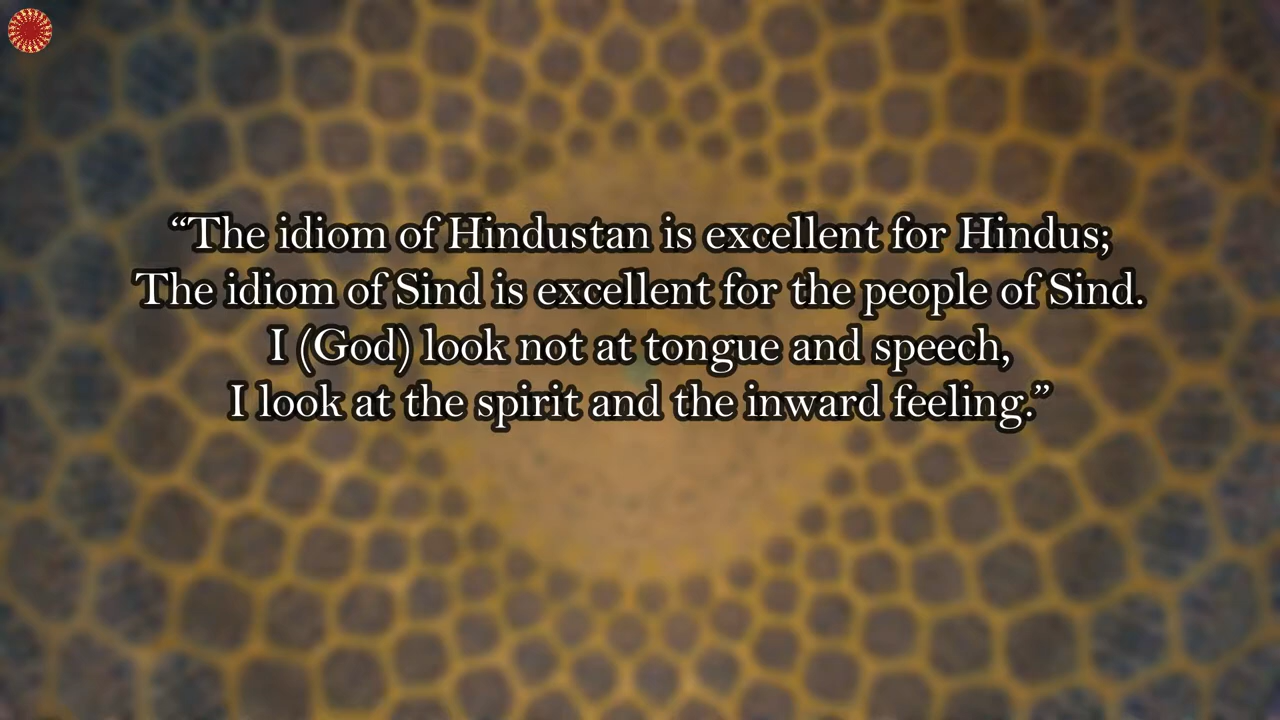 “The idiom of Hindustan is excellent for Hindus;
The idiom of Sind is excellent for the people of Sind.
I (God) look not at tongue and speech,
I look at the spirit and the inward feeling.”